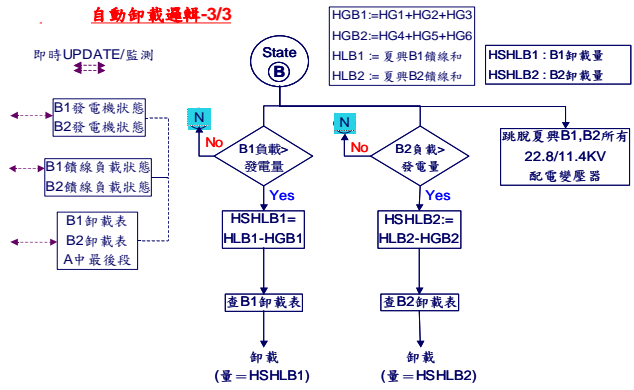 自動卸載邏輯-3/3
即時UPDATE/監測
State
B
HGB1:=HG1+HG2+HG3
HGB2:=HG4+HG5+HG6
HLB1 := 夏興B1饋線和
HLB2 := 夏興B2饋線和
HSHLB1 : B1卸載量
HSHLB2 : B2卸載量
B1發電機狀態
B2發電機狀態
B1饋線負載狀態
B2饋線負載狀態
B1卸載表
B2卸載表
A中最後段
N
No
B1負載>
發電量
Yes
HSHLB1=
HLB1-HGB1
查B1卸載表
卸載
(量＝HSHLB1)
N
No
B2負載>
發電量
Yes
HSHLB2:=
HLB2-HGB2
查B2卸載表
卸載
(量＝HSHLB2)
跳脫夏興B1,B2所有
22.8/11.4KV
配電變壓器